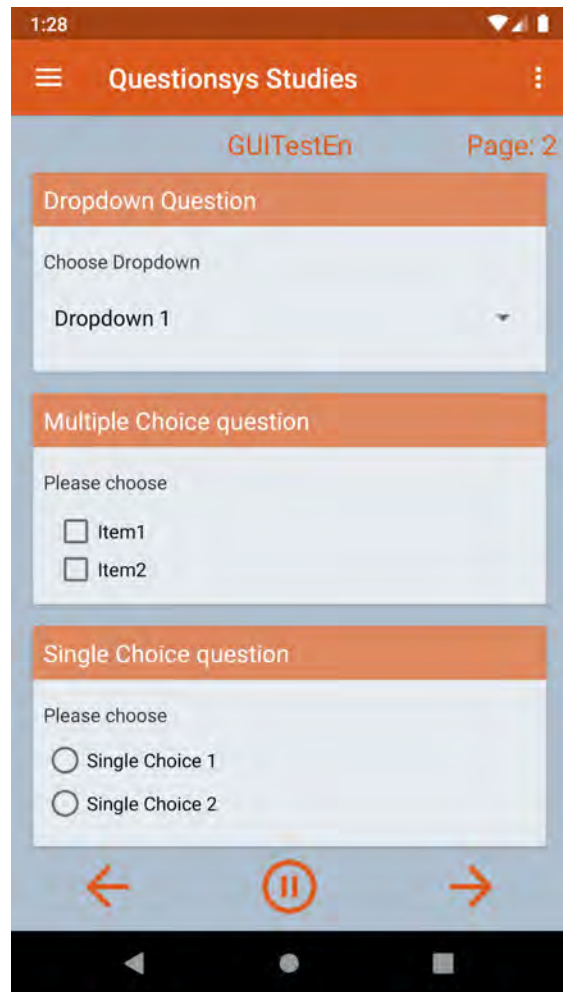 1:28
Questionsys Studies
GUITestEn Page: 2
Dropdown Question
Choose Dropdown
Dropdown 1
Multiple Choice question
Please choose
Item1
Item2
Single Choice question
Please choose
Single Choice 1
Single Choice 2